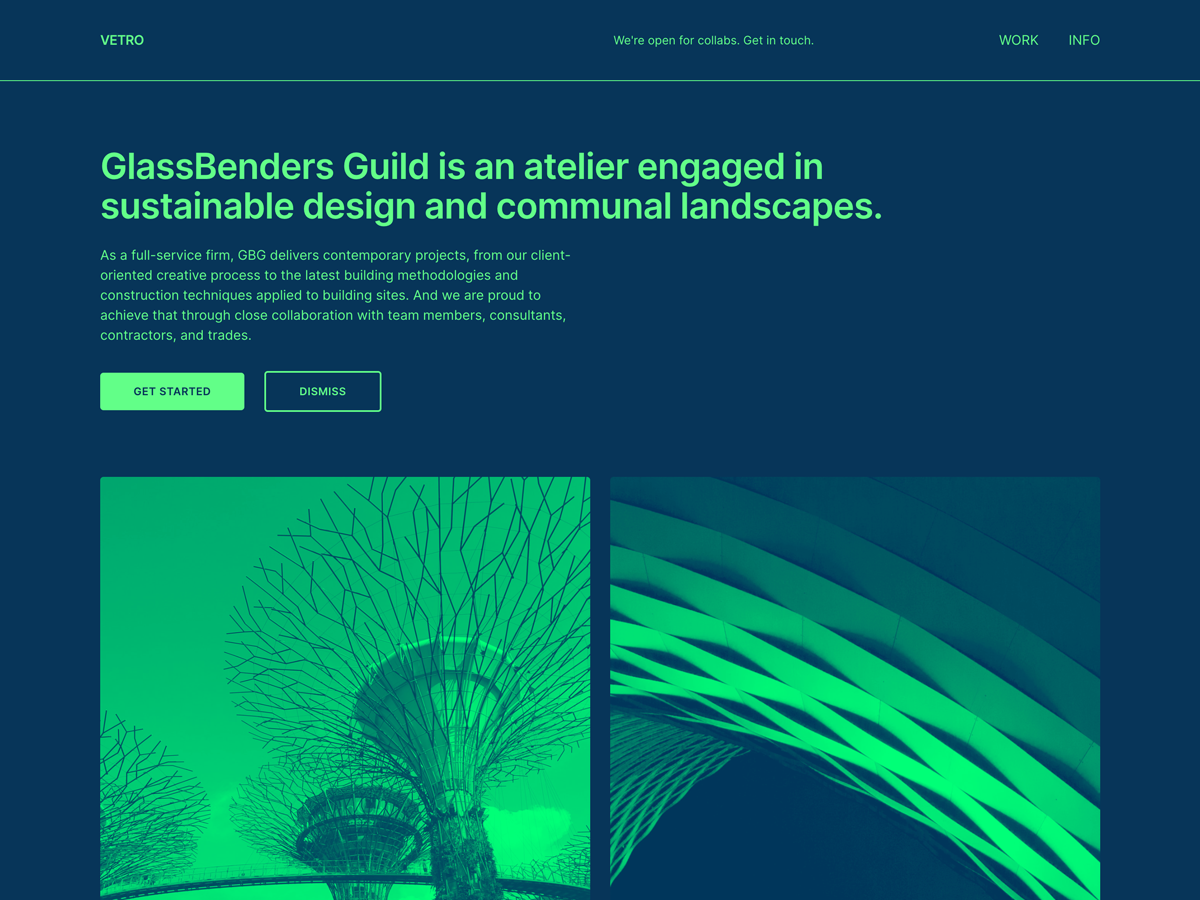 VETRO
We're open for collabs. Get in touch.
WORK
INFO
GlassBenders Guild is an atelier engaged in
sustainable design and communal landscapes.
As a full-service firm, GBG delivers contemporary projects, from our client-
oriented creative process to the latest building methodologies and
construction techniques applied to building sites. And we are proud to
achieve that through close collaboration with team members, consultants,
contractors, and trades.
GET STARTED
DISMISS